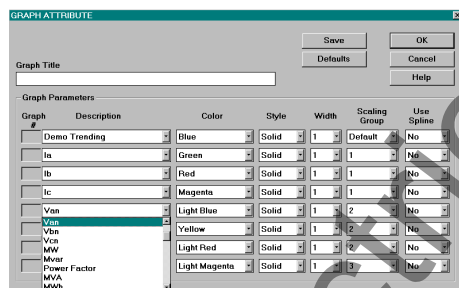 GRAPH ATTRIBUTE
Save OK
Defaults Cancel
Graph Title
Help
Graph Parameters
Graph # Description Color Style Width Scaling Group Use Spline
Demo Trending Blue Solid 1 Default No
Ia Green Solid 1 1 No
Ib Red Solid 1 1 No
Ic Magenta Solid 1 1 No
Van Light Blue Solid 1 2 No
Van
Vbn Yellow Solid 1 2 No
Vcn
MW Light Red Solid 1 2 No
Mvar
Power Factor Light Magenta Solid 1 3 No
MVA
MWh